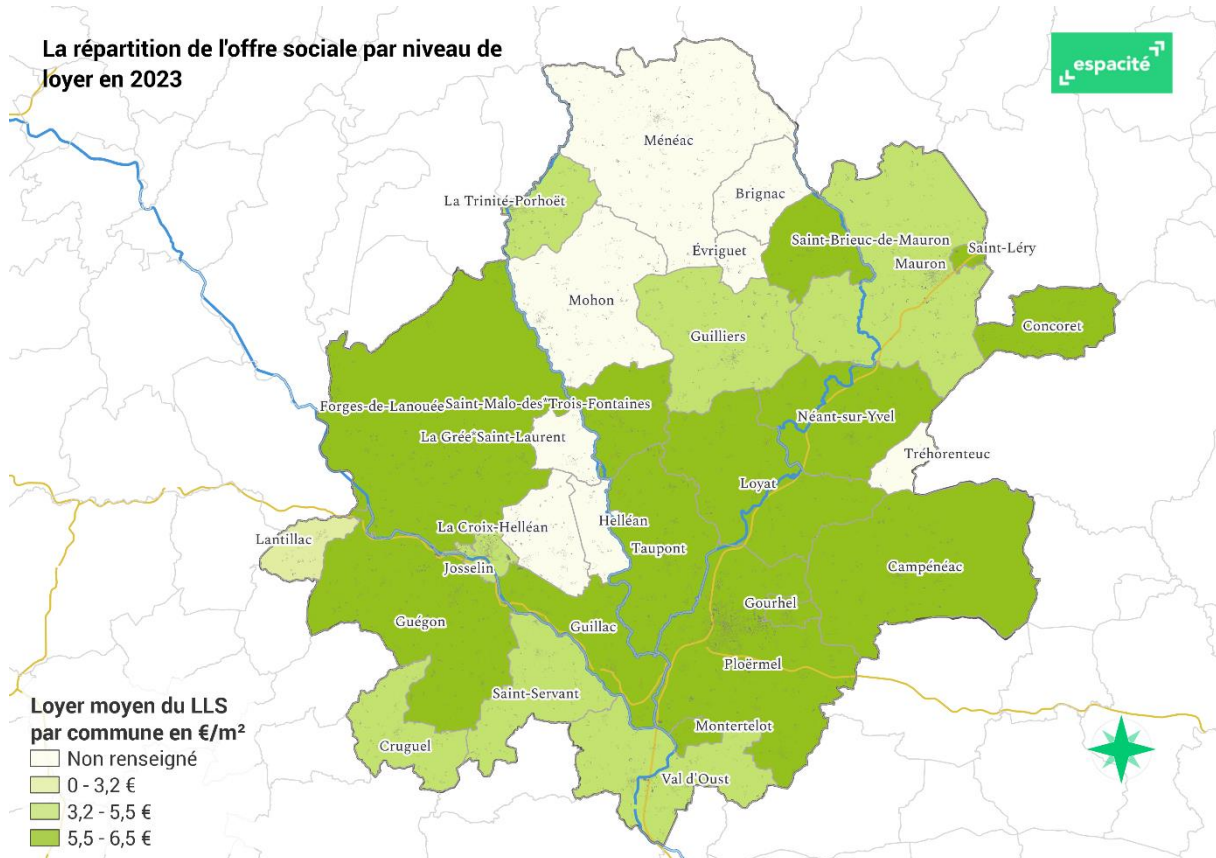 La répartition de l'offre sociale par niveau de
loyer en 2023
espacité
Ménéac
La Trinité-Porhoët
Brignac
Saint-Brieuc-de-Mauron
Saint-Léry
Évriguet
Mauron
Mohon
Concoret
Guilliers
Forges-de-Lanouée
Saint-Malo-des*Trois-Fontaines
Néant-sur-Yvel
La Grée*Saint-Laurent
Tréhorenteuc
Loyat
Helléan
La Croix-Helléan
Lantillac
Taupont
Josselin
Campénéac
Gourhel
Guégon
Guillac
Ploërmel
Saint-Servant
Montertelot
Cruguel
Val d'Oust
Loyer moyen du LLS
par commune en €/m²
Non renseigné
0 - 3,2 €
3,2 - 5,5 €
5,5 - 6,5 €